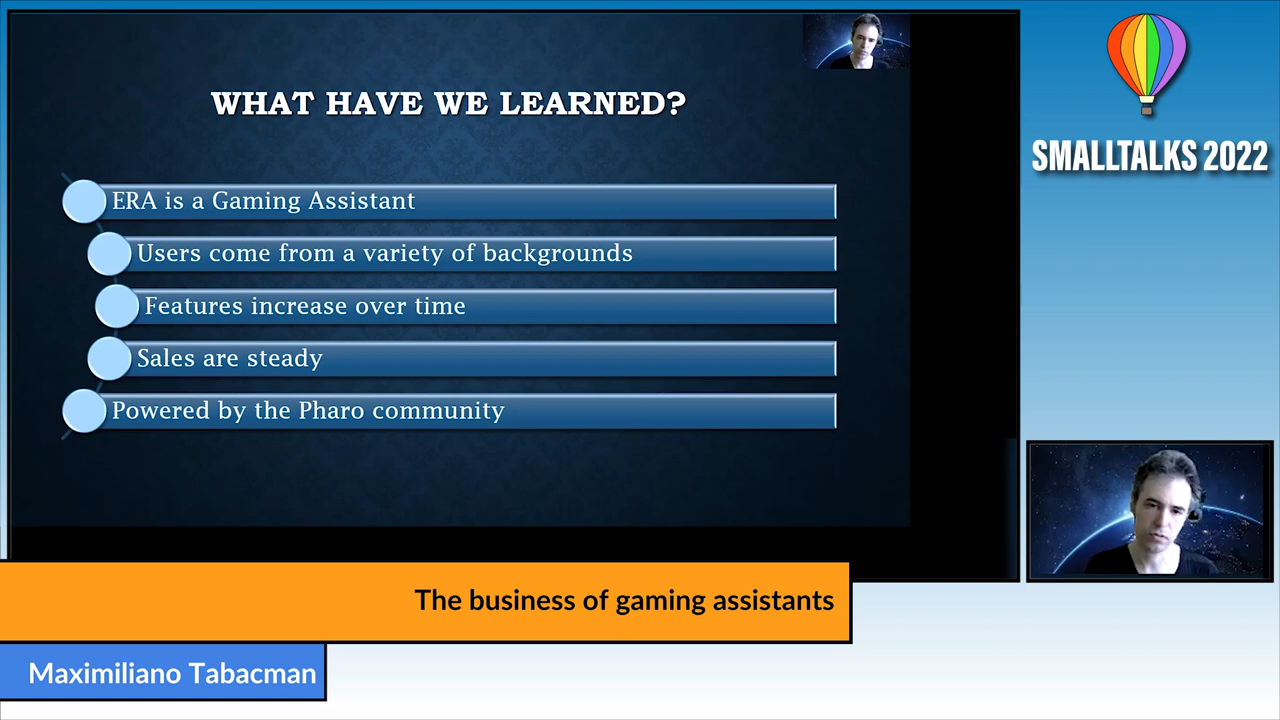 WHAT HAVE WE LEARNED?
ERA is a Gaming Assistant
Users come from a variety of backgrounds
Features increase over time
Sales are steady
Powered by the Pharo community
SMALLTALKS 2022
The business of gaming assistants
Maximiliano Tabacman